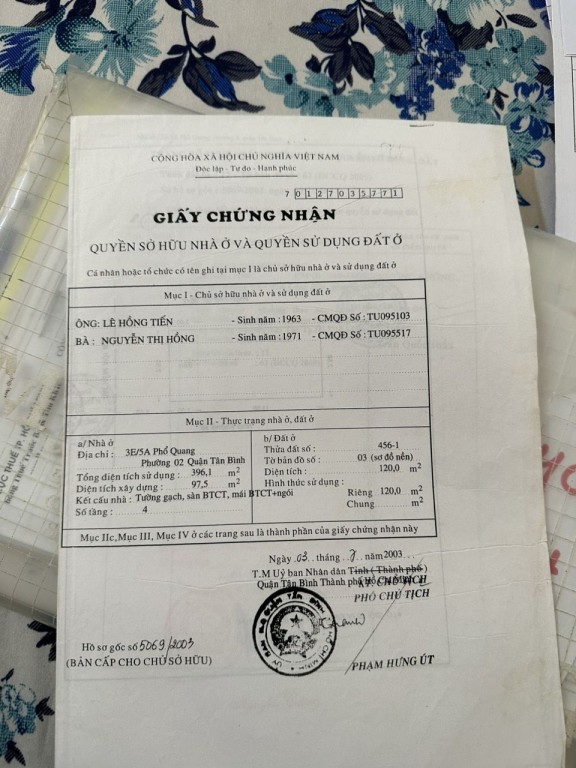 CỘNG HÒA XÃ HỘI CHỦ NGHĨA VIỆT NAM
Độc lập - Tự do - Hạnh phúc
7 0 1 2 7 0 3 5 7 7 1
GIẤY CHỨNG NHẬN
QUYỀN SỞ HỮU NHÀ Ở VÀ QUYỀN SỬ DỤNG ĐẤT Ở
Cá nhân hoặc tổ chức có tên ghi tại mục I là chủ sở hữu nhà ở và sử dụng đất ở
Mục I - Chủ sở hữu nhà ở và sử dụng đất ở
ÔNG: LÊ HỒNG TIẾN - Sinh năm : 1963 - CMQĐ Số : TU095103
BÀ : NGUYỄN THỊ HỒNG - Sinh năm : 1971 - CMQĐ Số : TU095517
Mục II - Thực trạng nhà ở, đất ở
a/ Nhà ở
Địa chỉ : 3E/5A Phổ Quang
Phường 02 Quận Tân Bình
Tổng diện tích sử dụng : 396,1 m2
Diện tích xây dựng : 97,5 m2
Kết cấu nhà : Tường gạch, sàn BTCT, mái BTCT+ngói
Số tầng : 4
b/ Đất ở
Thửa đất số : 456-1
Tờ bản đồ số : 03 (sơ đồ nền)
Diện tích : 120,0 m2
Hình thức sử dụng :
Riêng 120,0 m2
Chung m2
Mục IIc, Mục III, Mục IV ở các trang sau là thành phần của giấy chứng nhận này
Ngày 03 tháng 7 năm 2003
T.M Uỷ ban Nhân dân Tỉnh ( Thành phố )
Quận Tân Bình Thành phố Hồ Chí Minh
KT. CHỦ TỊCH
PHÓ CHỦ TỊCH
Hồ sơ gốc số 5069/2003
(BẢN CẤP CHO CHỦ SỞ HỮU)
PHẠM HƯNG ÚT